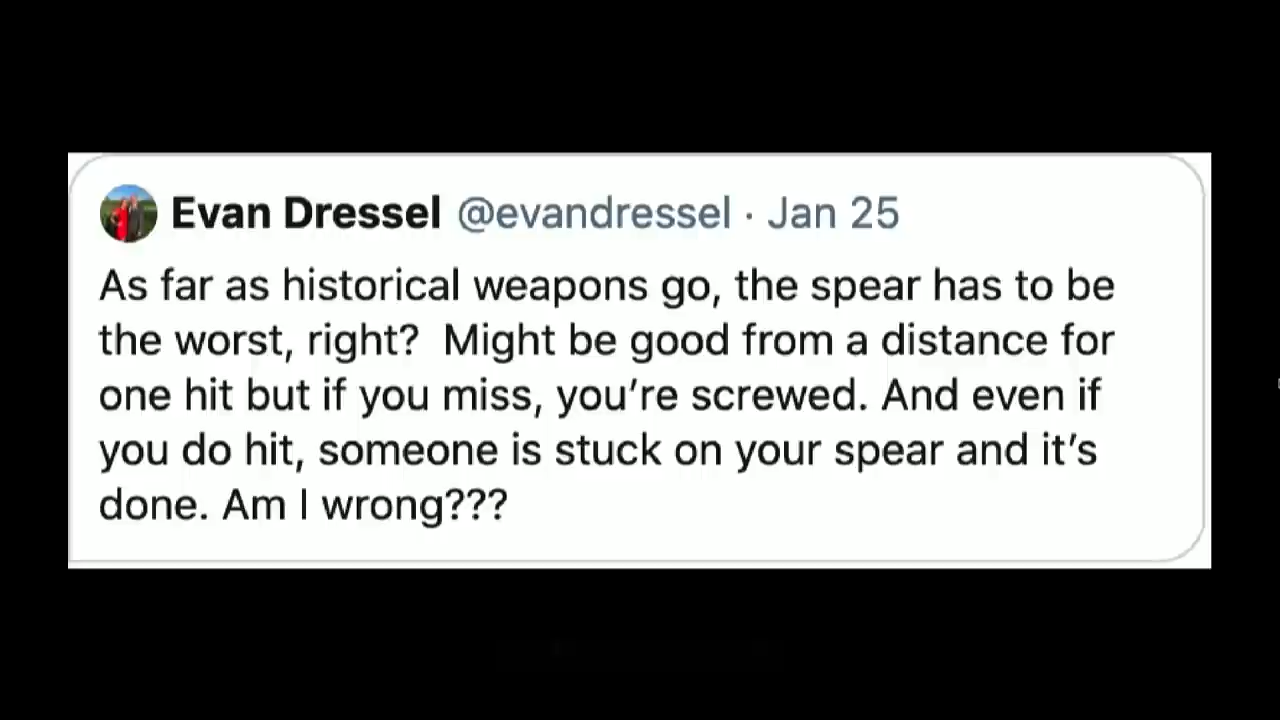 Evan Dressel @evandressel · Jan 25
As far as historical weapons go, the spear has to be
the worst, right?  Might be good from a distance for
one hit but if you miss, you’re screwed. And even if
you do hit, someone is stuck on your spear and it’s
done. Am I wrong???